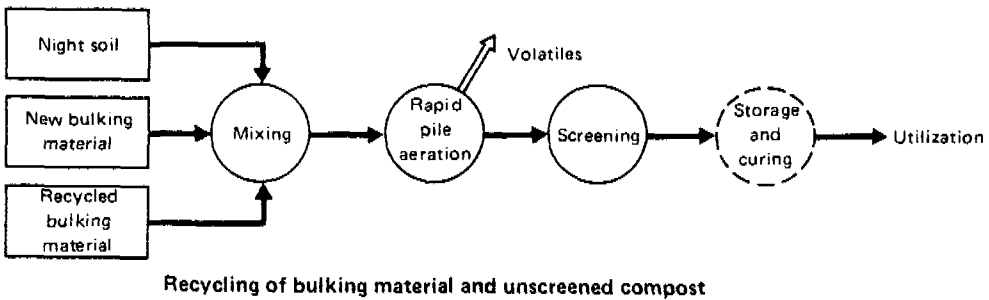 Night soil
New bulking
material
Recycled
bulking
material
Mixing
Rapid
pile
aeration
Volatiles
Screening
Storage
and
curing
Utilization
Recycling of bulking material and unscreened compost